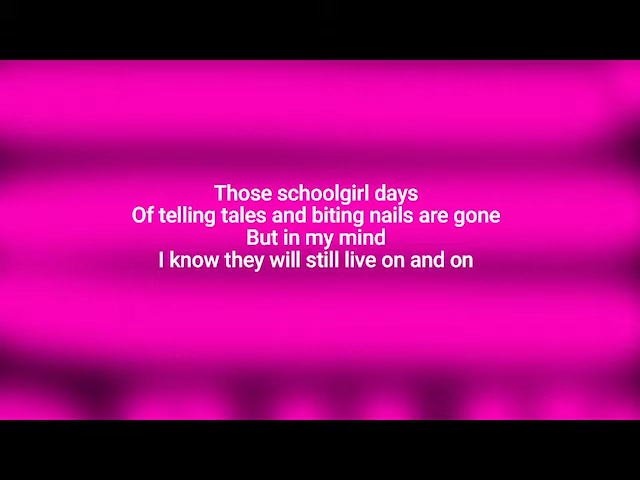 Those schoolgirl days
Of telling tales and biting nails are gone
But in my mind
I know they will still live on and on